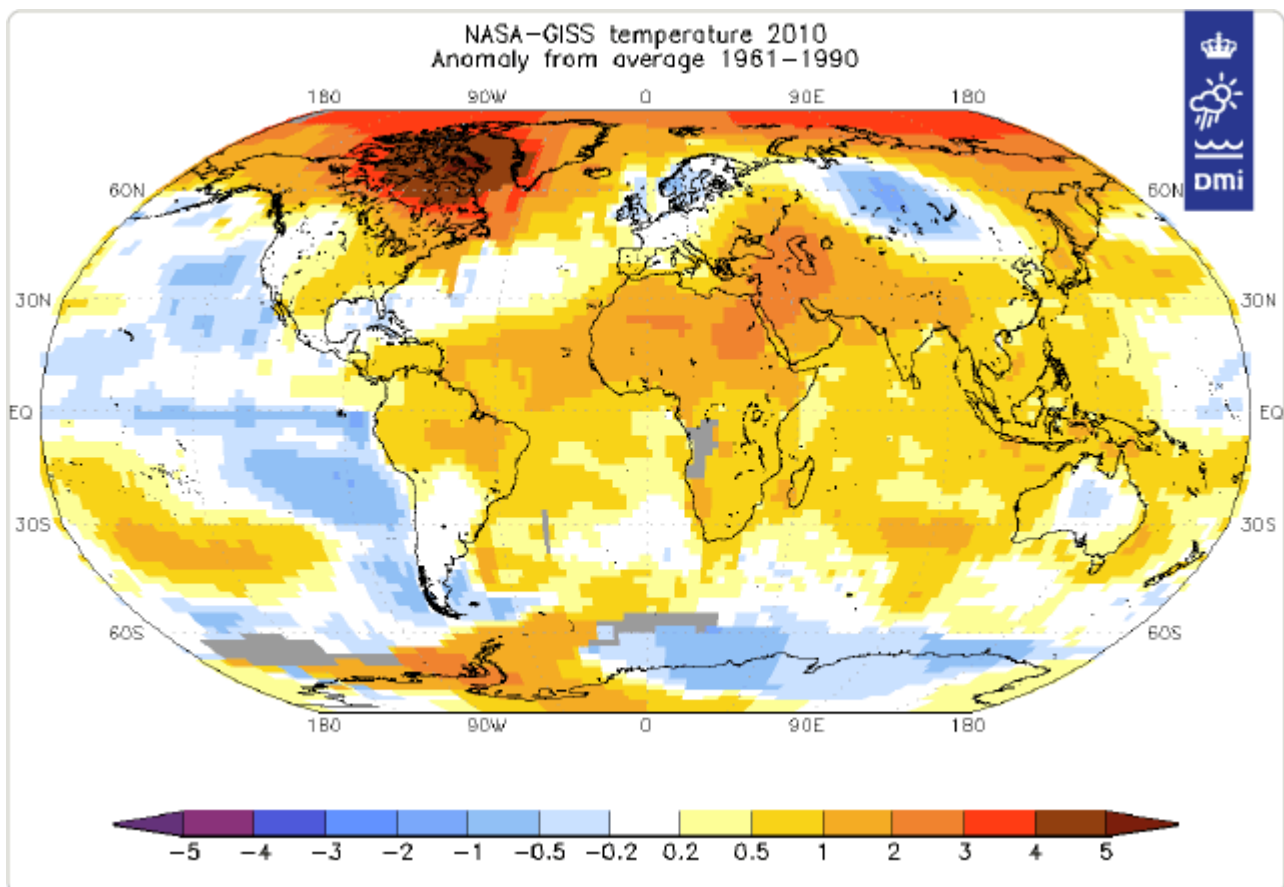 NASA-GISS temperature 2010
Anomaly from average 1961-1990
DMi
180 90W 0 90E 180
60N 60N
30N 30N
EQ EQ
30S 30S
60S 60S
180 90W 0 90E 180
-5 -4 -3 -2 -1 -0.5 -0.2 0.2 0.5 1 2 3 4 5